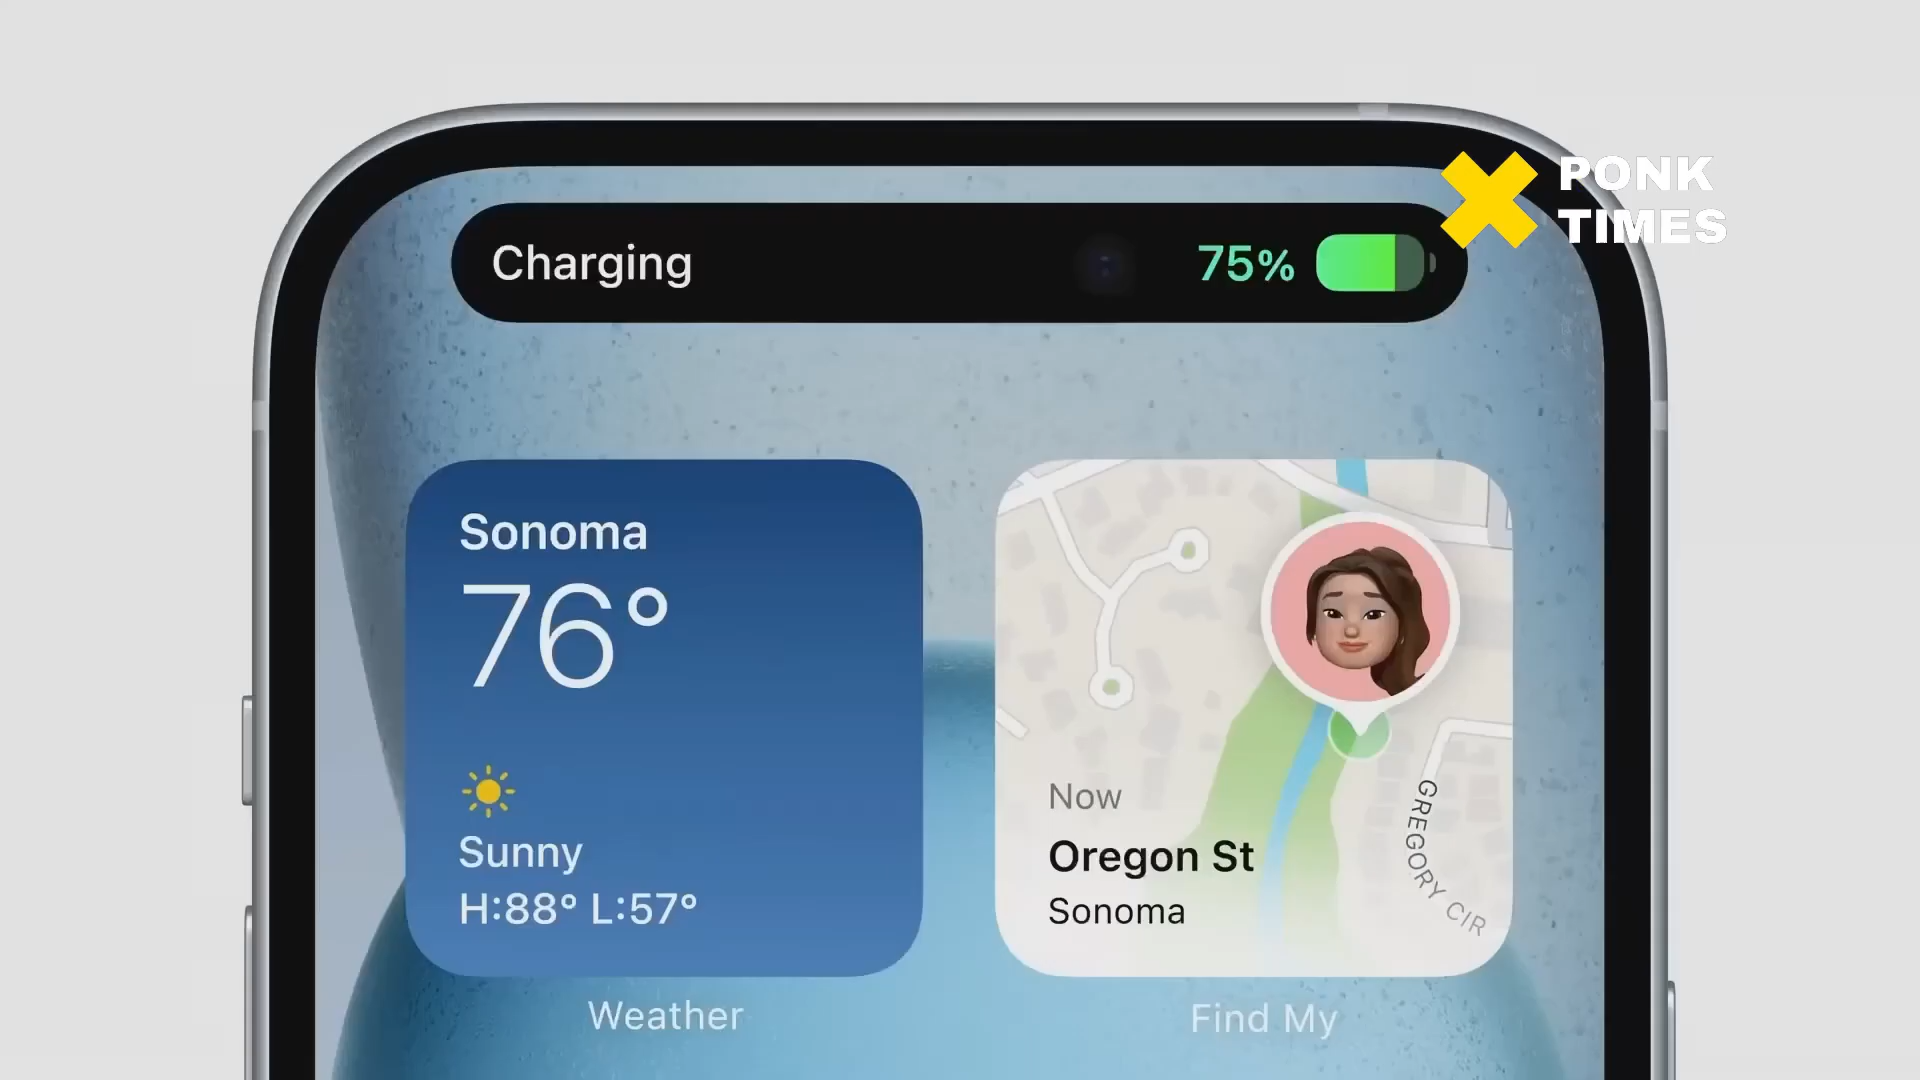 PONK
TIMES
Charging
75%
Sonoma
76°
Sunny
H:88° L:57°
Weather
Now
Oregon St
Sonoma
GREGORY CIR
Find My